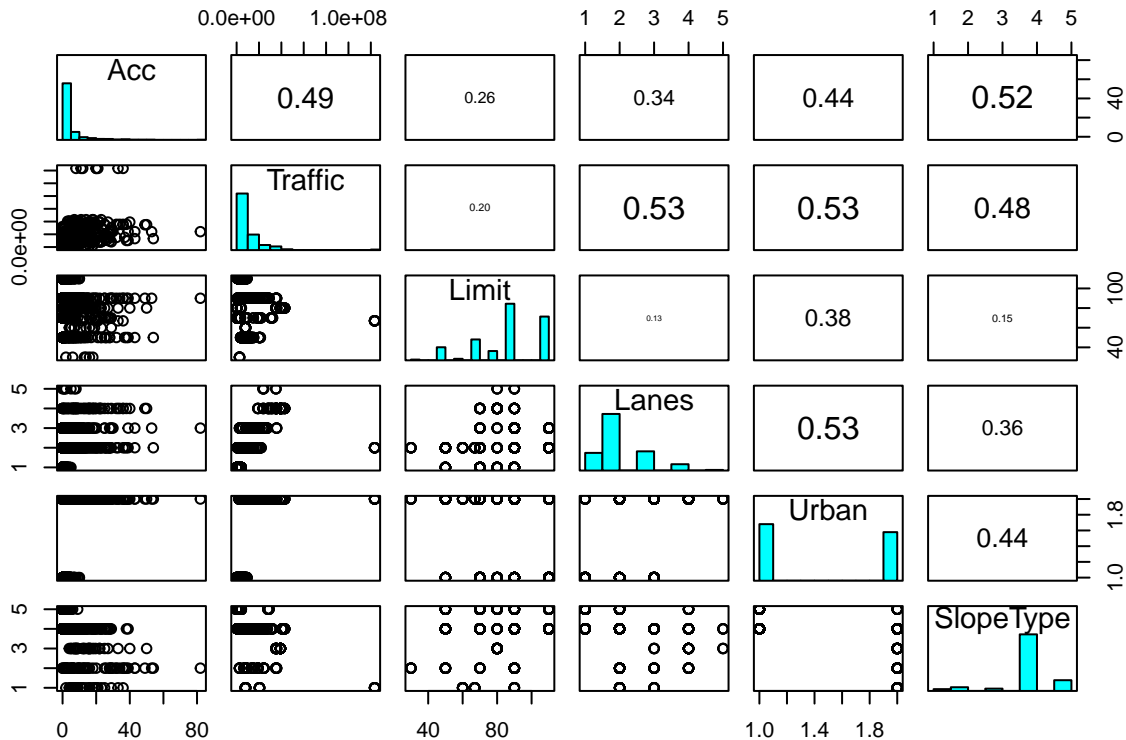 0.0e+00 1.0e+08 1 2 3 4 5 1 2 3 4 5
Acc 0.49 0.26 0.34 0.44 0.52 0 40
0.0e+00 Traffic 0.20 0.53 0.53 0.48
Limit 0.13 0.38 0.15 40 100
1 3 5 Lanes 0.53 0.36
Urban 0.44 1.0 1.8
1 3 5 SlopeType
0 40 80 40 80 1.0 1.4 1.8